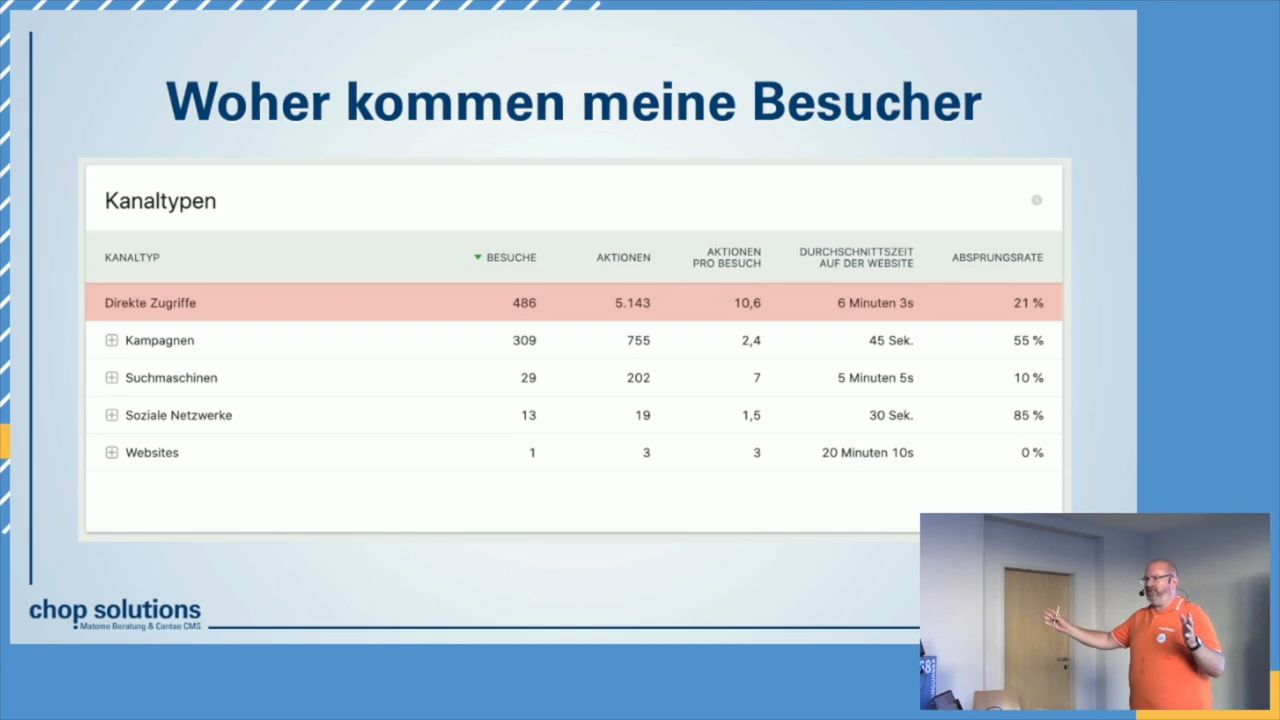 Woher kommen meine Besucher
Kanaltypen
KANALTYP BESUCHE AKTIONEN AKTIONEN PRO BESUCH DURCHSCHNITTSZEIT AUF DER WEBSITE ABSPRUNGSRATE
Direkte Zugriffe 486 5.143 10,6 6 Minuten 3s 21 %
Kampagnen 309 755 2,4 45 Sek. 55 %
Suchmaschinen 29 202 7 5 Minuten 5s 10 %
Soziale Netzwerke 13 19 1,5 30 Sek. 85 %
Websites 1 3 3 20 Minuten 10s 0 %
chop solutions
Matomo Beratung & Contao CMS